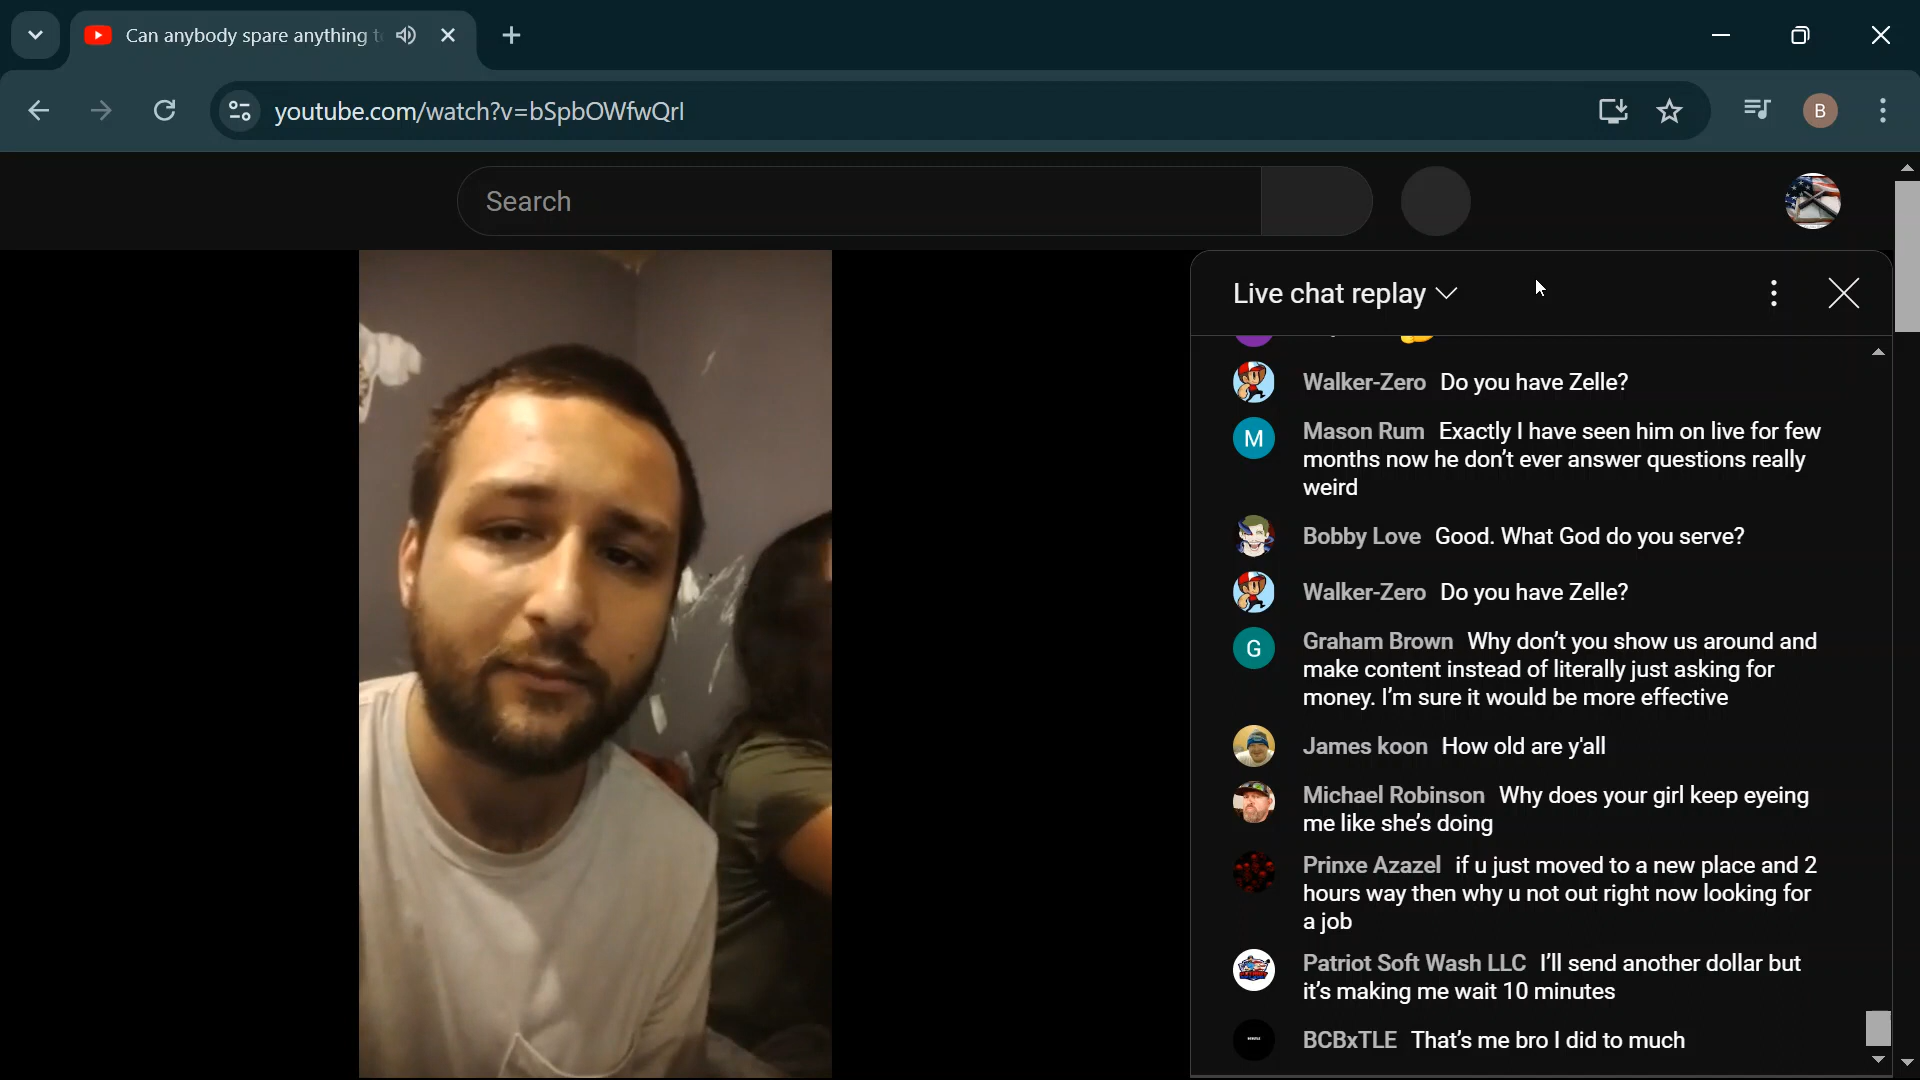 Can anybody spare anything
youtube.com/watch?v=bSpbOWfwQrI
B
Search
Live chat replay
Walker-Zero Do you have Zelle?
M
Mason Rum Exactly I have seen him on live for few
months now he don't ever answer questions really
weird
Bobby Love Good. What God do you serve?
Walker-Zero Do you have Zelle?
G
Graham Brown Why don't you show us around and
make content instead of literally just asking for
money. I'm sure it would be more effective
James koon How old are y'all
Michael Robinson Why does your girl keep eyeing
me like she's doing
Prinxe Azazel if u just moved to a new place and 2
hours way then why u not out right now looking for
a job
Patriot Soft Wash LLC I'll send another dollar but
it's making me wait 10 minutes
BCBxTLE That's me bro I did to much